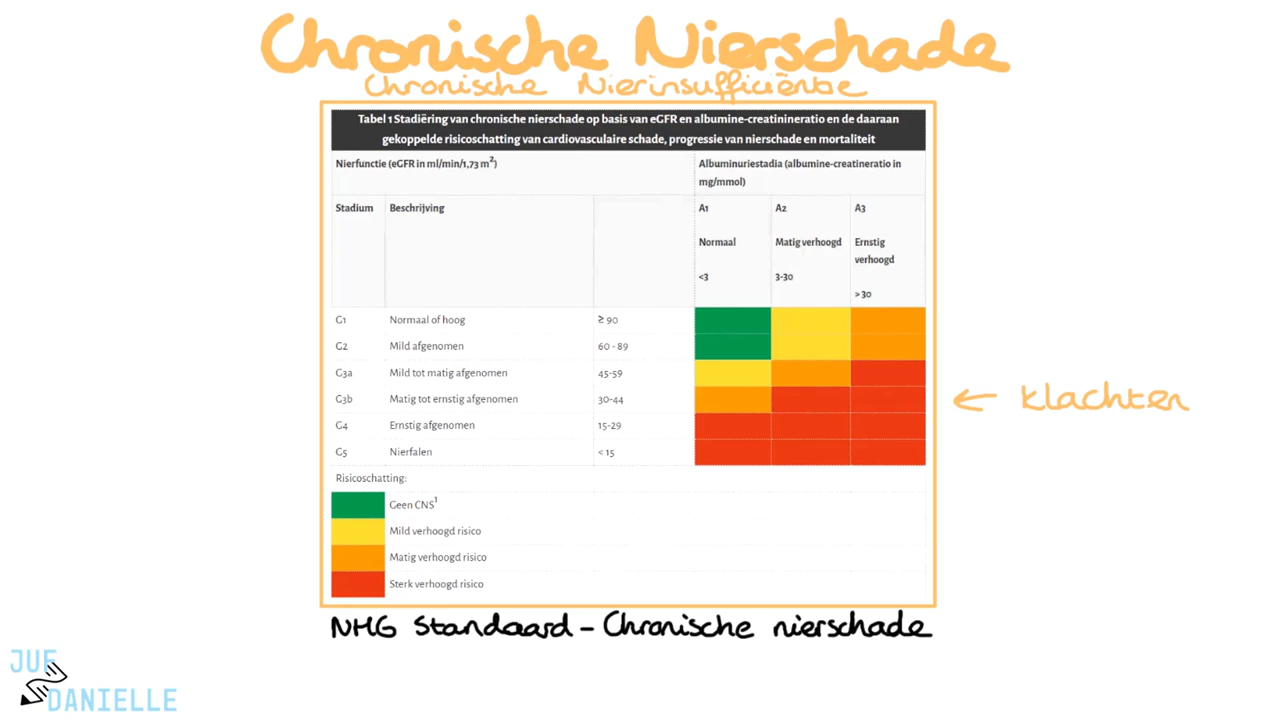 Chronische Nierschade
Chronische Nierinsufficiëntie
Tabel 1 Stadiëring van chronische nierschade op basis van eGFR en albumine-creatinineratio en de daaraan
gekoppelde risicoschatting van cardiovasculaire schade, progressie van nierschade en mortaliteit
Nierfunctie (eGFR in ml/min/1,73 m²)
Albuminuriestadia (albumine-creatineratio in
mg/mmol)
Stadium Beschrijving A1 A2 A3
Normaal Matig verhoogd Ernstig
verhoogd
<3 3-30
> 30
G1 Normaal of hoog ≥ 90
G2 Mild afgenomen 60 - 89
G3a Mild tot matig afgenomen 45-59
G3b Matig tot ernstig afgenomen 30-44
← Klachten
G4 Ernstig afgenomen 15-29
G5 Nierfalen < 15
Risicoschatting:
Geen CNS¹
Mild verhoogd risico
Matig verhoogd risico
Sterk verhoogd risico
NHG Standaard - Chronische nierschade
JUF
DANIELLE